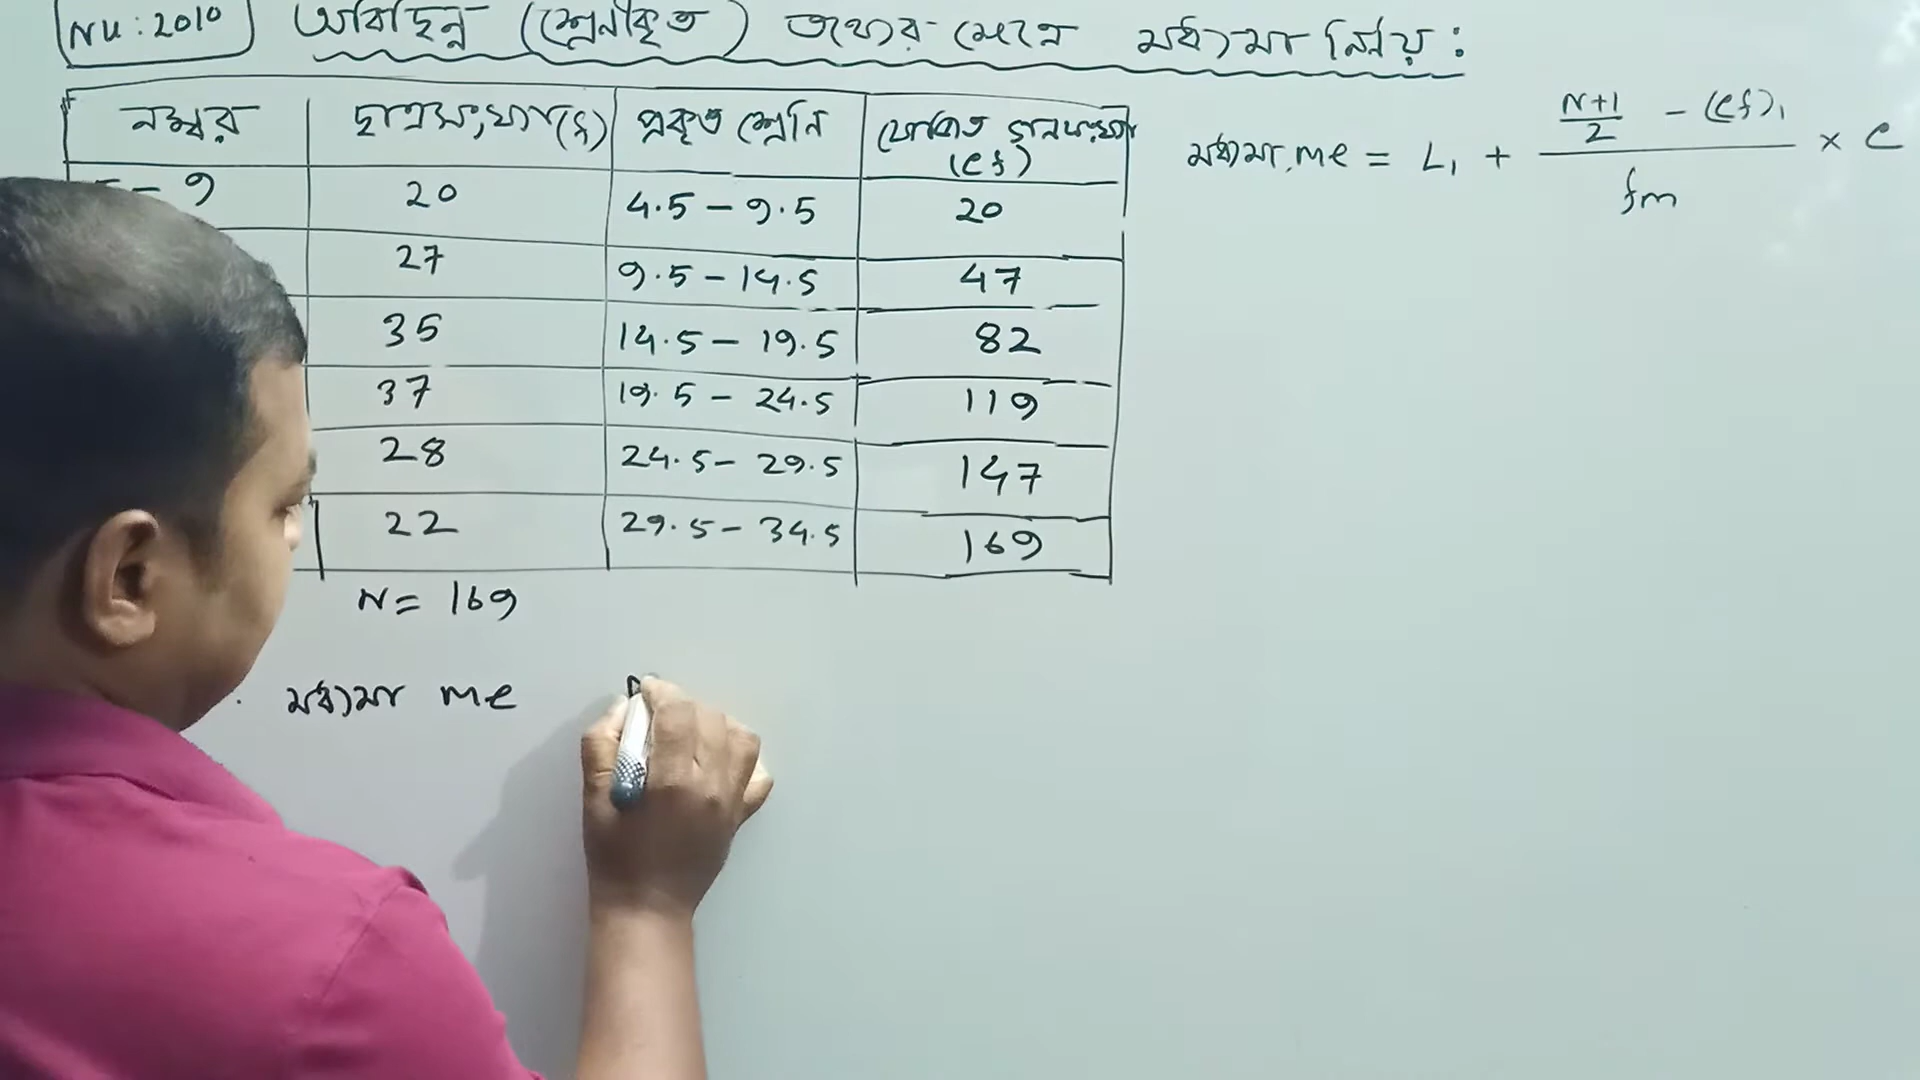 NU : 2010 অবিচ্ছিন্ন (শ্রেনীকৃত) তথ্যের মধ্যমা নির্নয় :
নম্বর ছাত্রসংখ্যা (f) প্রকৃত শ্রেনি (cf)
– 9 20 4.5 – 9.5 20
27 9.5 – 14.5 47
35 14.5 – 19.5 82
37 19.5 – 24.5 119
28 24.5 – 29.5 147
22 29.5 – 34.5 169
N = 169
মধ্যমা me
মধ্যমা, me = L₁ + (N+1)/2 – (cf)₁ / fm × c